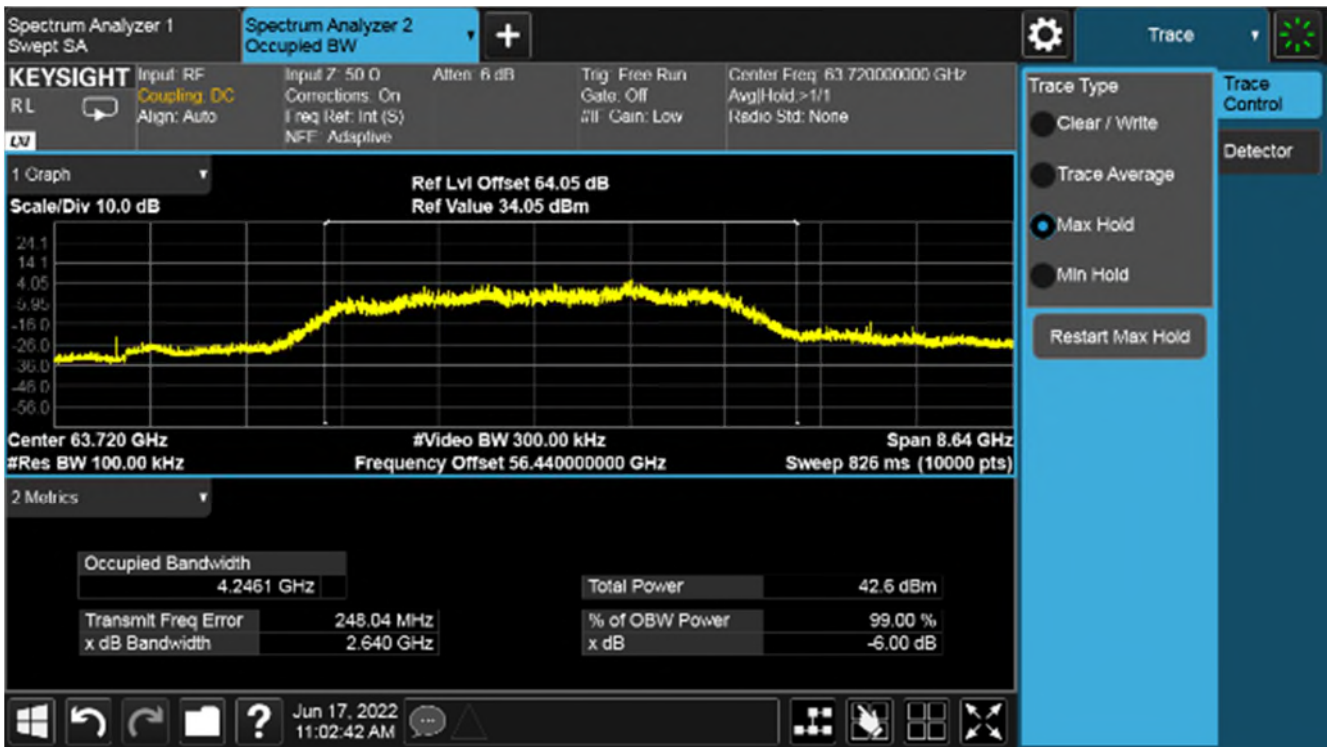 Spectrum Analyzer 1
Swept SA
Spectrum Analyzer 2
Occupied BW
Trace
KEYSIGHT
RL
LXI
Input: RF
Coupling: DC
Align: Auto
Input Z: 50 Ω
Corrections: On
Freq Ref: Int (S)
NFE: Adaptive
Atten: 6 dB
Trig: Free Run
Gate: Off
#IF Gain: Low
Center Freq: 63.720000000 GHz
Avg|Hold:>1/1
Radio Std: None
1 Graph
Scale/Div 10.0 dB
Ref Lvl Offset 64.05 dB
Ref Value 34.05 dBm
24.1
14.1
4.05
-5.95
-16.0
-26.0
-36.0
-46.0
-56.0
Center 63.720 GHz
#Res BW 100.00 kHz
#Video BW 300.00 kHz
Frequency Offset 56.440000000 GHz
Span 8.64 GHz
Sweep 826 ms (10000 pts)
2 Metrics
Occupied Bandwidth
4.2461 GHz
Transmit Freq Error 248.04 MHz
x dB Bandwidth 2.640 GHz
Total Power 42.6 dBm
% of OBW Power 99.00 %
x dB -6.00 dB
Jun 17, 2022
11:02:42 AM
Trace Type
Clear / Write
Trace Average
Max Hold
Min Hold
Restart Max Hold
Trace
Control
Detector